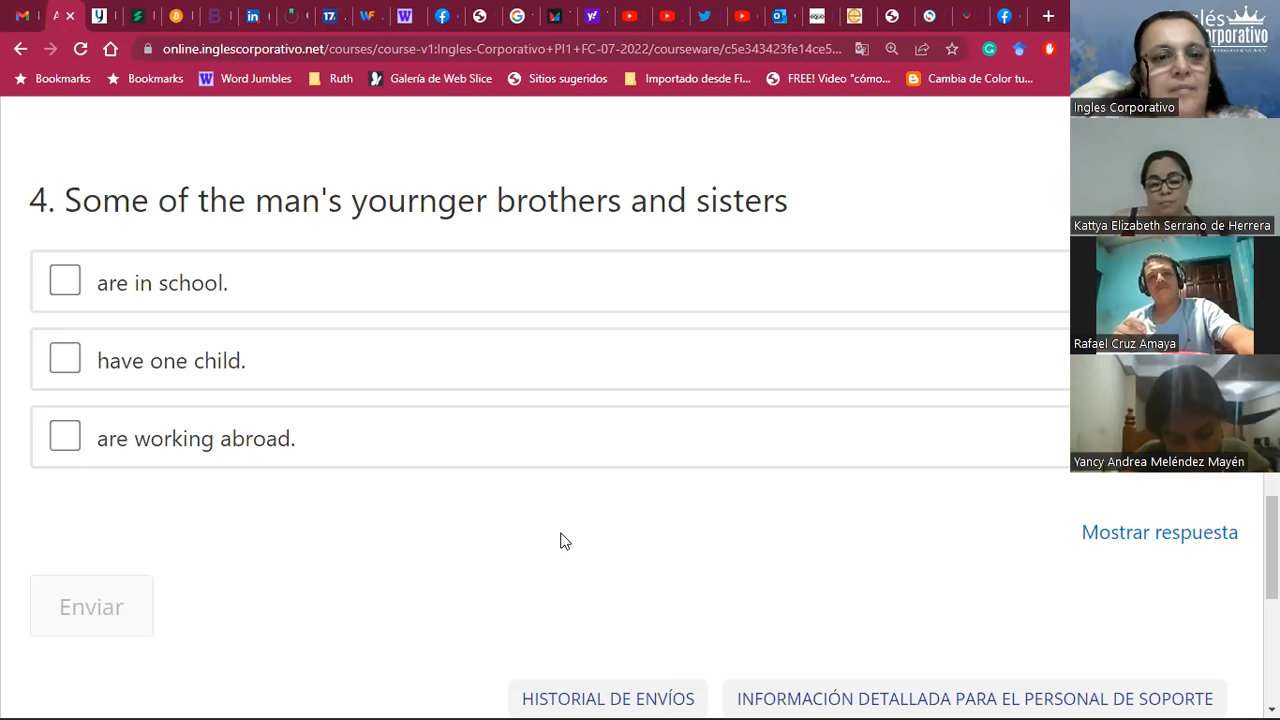 A
17
WF
online.inglescorporativo.net/courses/course-v1:Ingles-Corporativo+PI1+FC-07-2022/courseware/c5e343423fe14ce5...
Bookmarks
Bookmarks
Word Jumbles
Ruth
Galería de Web Slice
Sitios sugeridos
Importado desde Fi...
FREE! Video "cómo...
Cambia de Color tu...
4. Some of the man's yournger brothers and sisters
are in school.
have one child.
are working abroad.
Mostrar respuesta
Enviar
HISTORIAL DE ENVÍOS
INFORMACIÓN DETALLADA PARA EL PERSONAL DE SOPORTE
Ingles Corporativo
Kattya Elizabeth Serrano de Herrera
Rafael Cruz Amaya
Yancy Andrea Meléndez Mayén